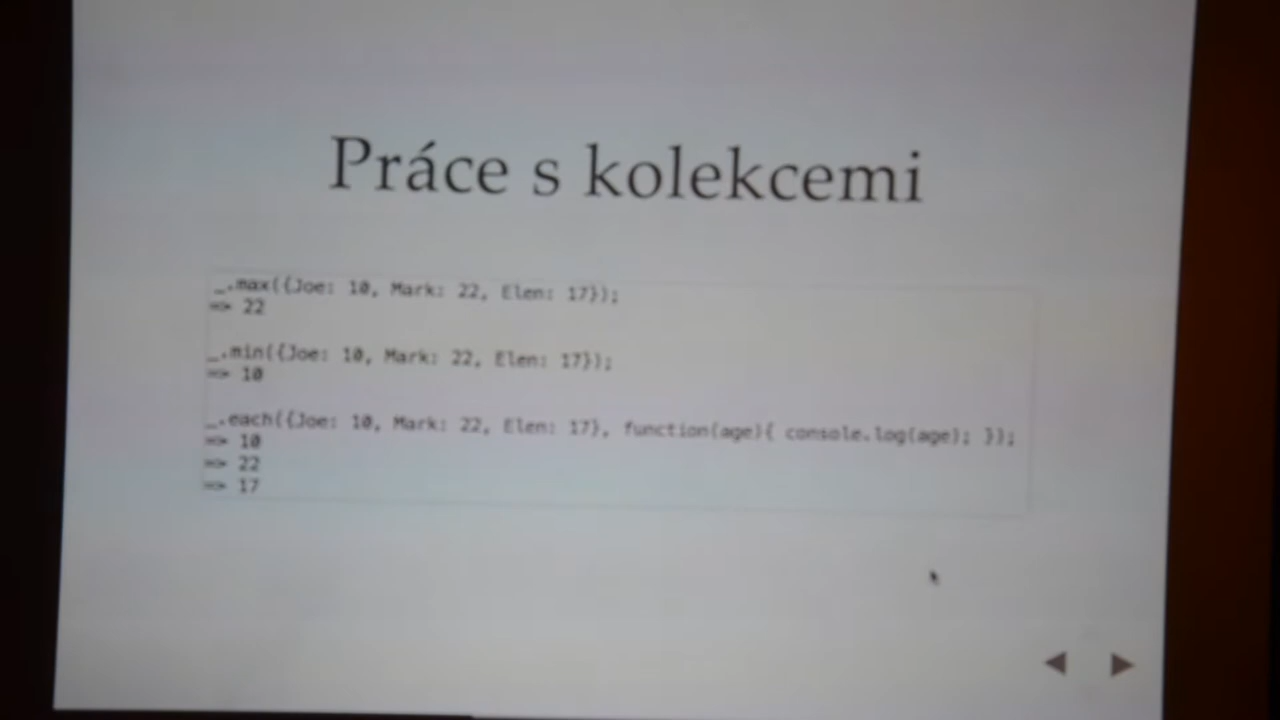 Práce s kolekcemi
_.max({Joe: 10, Mark: 22, Elen: 17});
=> 22
_.min({Joe: 10, Mark: 22, Elen: 17});
=> 10
_.each({Joe: 10, Mark: 22, Elen: 17}, function(age){ console.log(age); });
=> 10
=> 22
=> 17